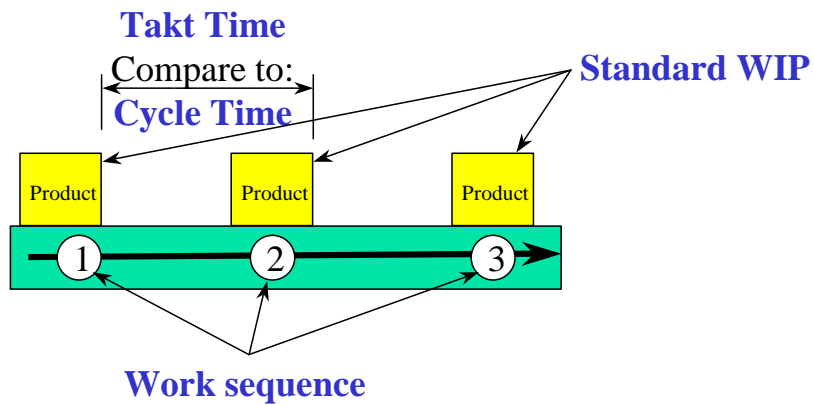 Takt Time
Compare to:
Cycle Time
Standard WIP
Product
Product
Product
1
2
3
Work sequence